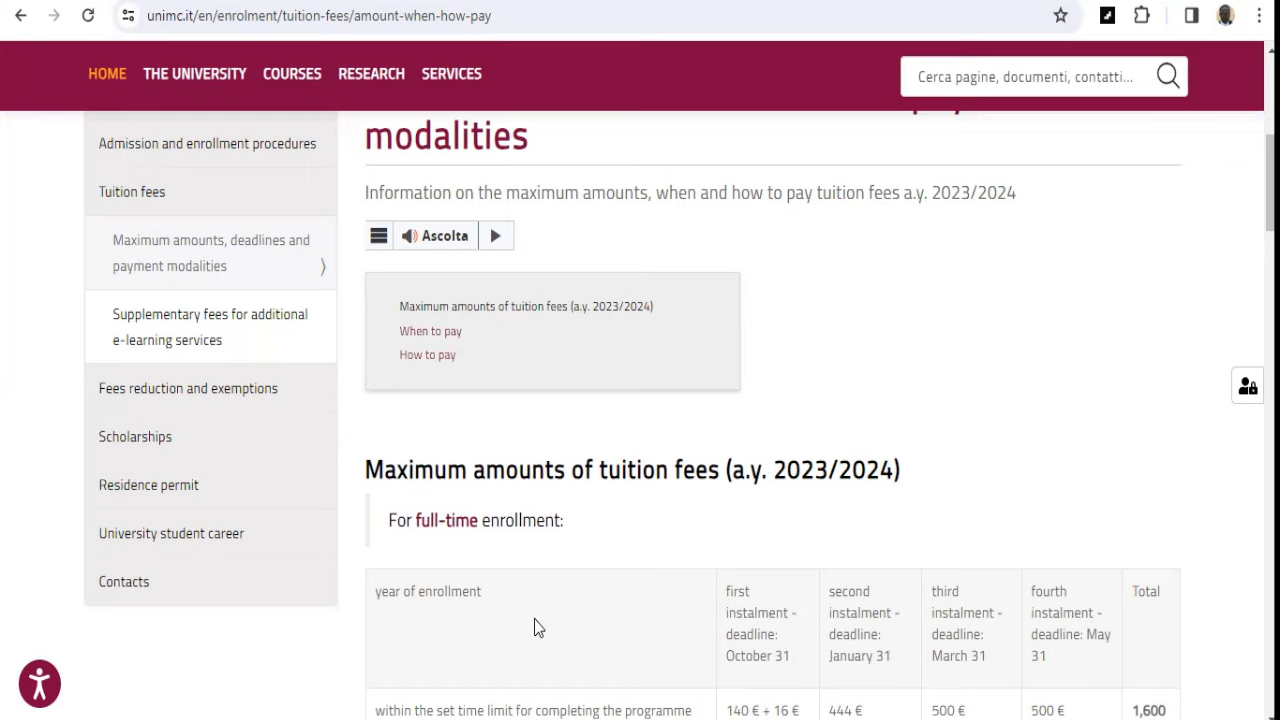 unimc.it/en/enrolment/tuition-fees/amount-when-how-pay
HOME THE UNIVERSITY COURSES RESEARCH SERVICES
Cerca pagine, documenti, contatti...
modalities
Information on the maximum amounts, when and how to pay tuition fees a.y. 2023/2024
Ascolta
Admission and enrollment procedures
Tuition fees
Maximum amounts, deadlines and
payment modalities
Supplementary fees for additional
e-learning services
Fees reduction and exemptions
Scholarships
Residence permit
University student career
Contacts
Maximum amounts of tuition fees (a.y. 2023/2024)
When to pay
How to pay
Maximum amounts of tuition fees (a.y. 2023/2024)
For full-time enrollment:
year of enrollment
first
instalment -
deadline:
October 31
second
instalment -
deadline:
January 31
third
instalment -
deadline:
March 31
fourth
instalment -
deadline: May
31
Total
within the set time limit for completing the programme 140 € + 16 € 444 € 500 € 500 € 1,600